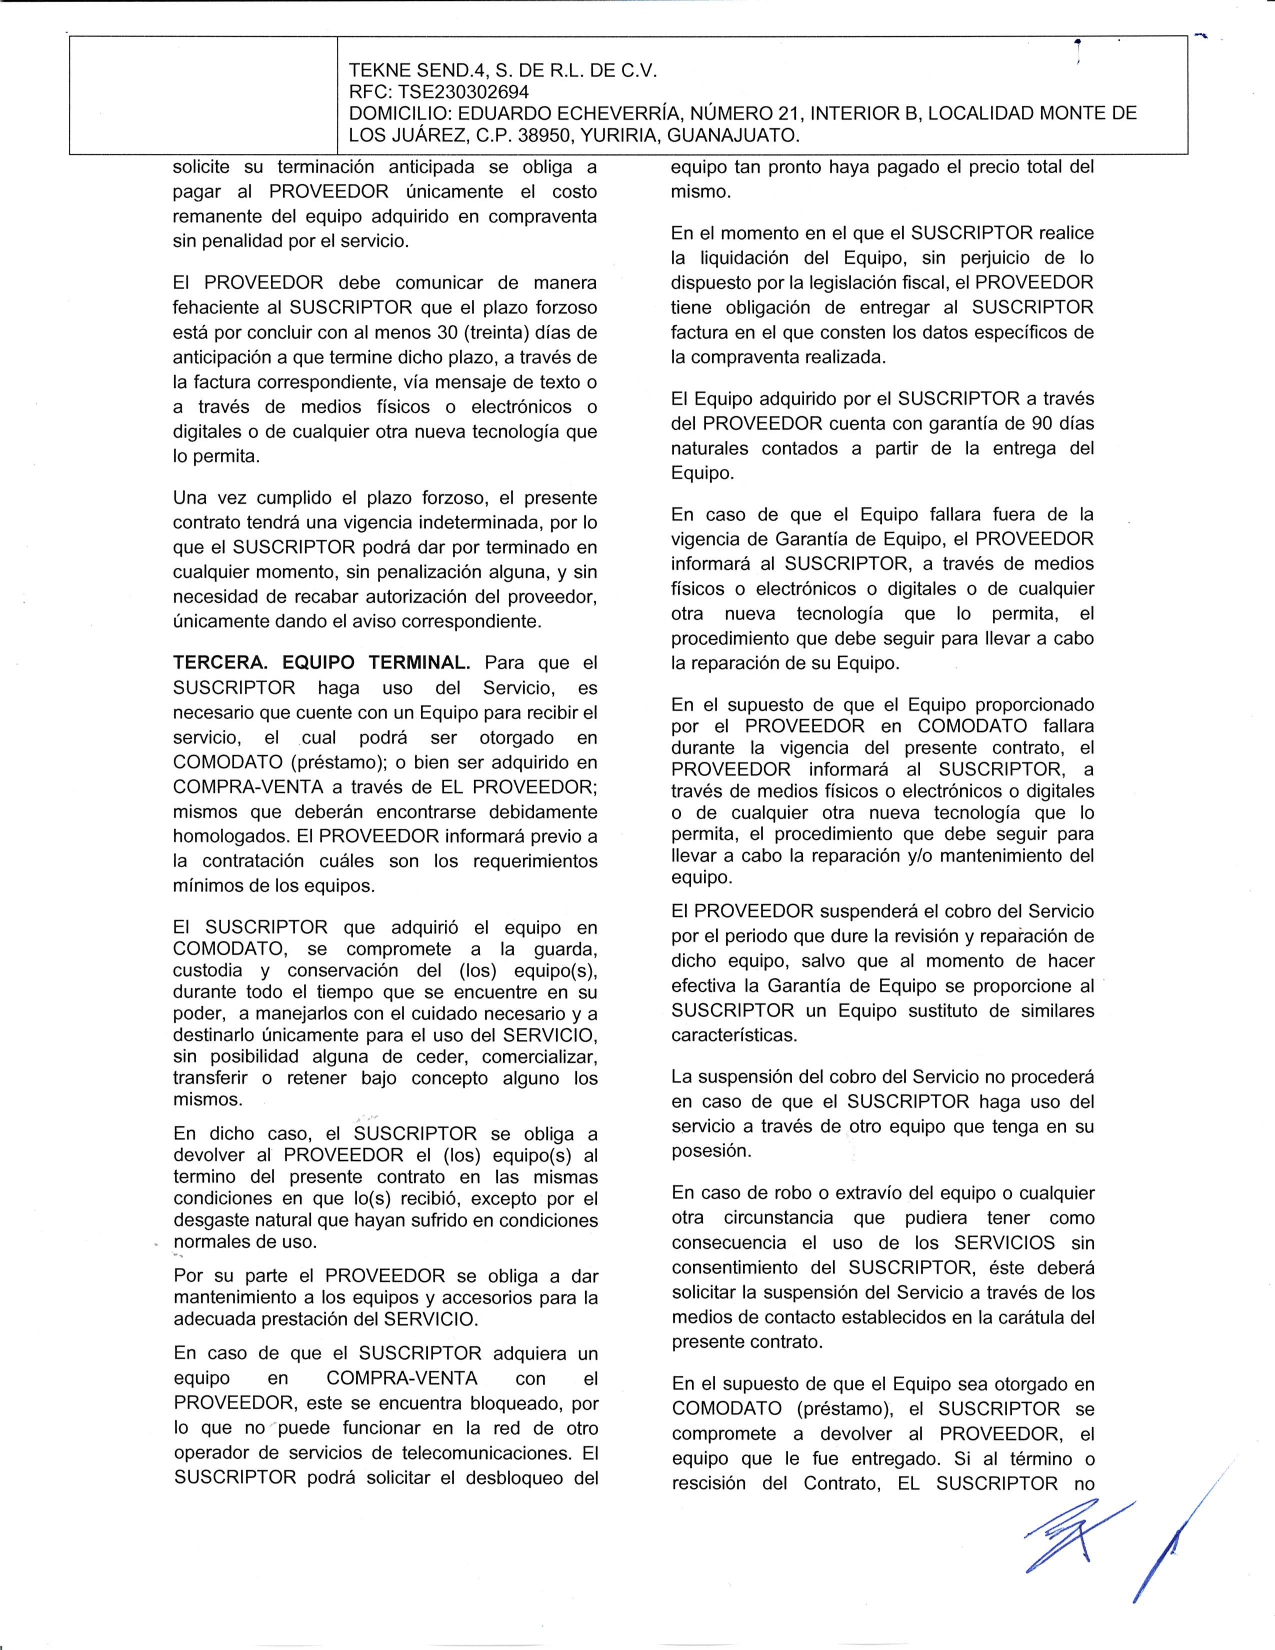 TEKNE SEND.4, S. DE R.L. DE C.V.
RFC: TSE230302694
DOMICILIO: EDUARDO ECHEVERRÍA, NÚMERO 21, INTERIOR B, LOCALIDAD MONTE DE
LOS JUÁREZ, C.P. 38950, YURIRIA, GUANAJUATO.
solicite su terminación anticipada se obliga a
pagar al PROVEEDOR únicamente el costo
remanente del equipo adquirido en compraventa
sin penalidad por el servicio.
El PROVEEDOR debe comunicar de manera
fehaciente al SUSCRIPTOR que el plazo forzoso
está por concluir con al menos 30 (treinta) días de
anticipación a que termine dicho plazo, a través de
la factura correspondiente, vía mensaje de texto o
a través de medios físicos o electrónicos o
digitales o de cualquier otra nueva tecnología que
lo permita.
Una vez cumplido el plazo forzoso, el presente
contrato tendrá una vigencia indeterminada, por lo
que el SUSCRIPTOR podrá dar por terminado en
cualquier momento, sin penalización alguna, y sin
necesidad de recabar autorización del proveedor,
únicamente dando el aviso correspondiente.
TERCERA. EQUIPO TERMINAL. Para que el
SUSCRIPTOR haga uso del Servicio, es
necesario que cuente con un Equipo para recibir el
servicio, el cual podrá ser otorgado en
COMODATO (préstamo); o bien ser adquirido en
COMPRA-VENTA a través de EL PROVEEDOR;
mismos que deberán encontrarse debidamente
homologados. El PROVEEDOR informará previo a
la contratación cuáles son los requerimientos
mínimos de los equipos.
El SUSCRIPTOR que adquirió el equipo en
COMODATO, se compromete a la guarda,
custodia y conservación del (los) equipo(s),
durante todo el tiempo que se encuentre en su
poder, a manejarlos con el cuidado necesario y a
destinarlo únicamente para el uso del SERVICIO,
sin posibilidad alguna de ceder, comercializar,
transferir o retener bajo concepto alguno los
mismos.
En dicho caso, el SUSCRIPTOR se obliga a
devolver al PROVEEDOR el (los) equipo(s) al
termino del presente contrato en las mismas
condiciones en que lo(s) recibió, excepto por el
desgaste natural que hayan sufrido en condiciones
normales de uso.
Por su parte el PROVEEDOR se obliga a dar
mantenimiento a los equipos y accesorios para la
adecuada prestación del SERVICIO.
En caso de que el SUSCRIPTOR adquiera un
equipo en COMPRA-VENTA con el
PROVEEDOR, este se encuentra bloqueado, por
lo que no puede funcionar en la red de otro
operador de servicios de telecomunicaciones. El
SUSCRIPTOR podrá solicitar el desbloqueo del
equipo tan pronto haya pagado el precio total del
mismo.
En el momento en el que el SUSCRIPTOR realice
la liquidación del Equipo, sin perjuicio de lo
dispuesto por la legislación fiscal, el PROVEEDOR
tiene obligación de entregar al SUSCRIPTOR
factura en el que consten los datos específicos de
la compraventa realizada.
El Equipo adquirido por el SUSCRIPTOR a través
del PROVEEDOR cuenta con garantía de 90 días
naturales contados a partir de la entrega del
Equipo.
En caso de que el Equipo fallara fuera de la
vigencia de Garantía de Equipo, el PROVEEDOR
informará al SUSCRIPTOR, a través de medios
físicos o electrónicos o digitales o de cualquier
otra nueva tecnología que lo permita, el
procedimiento que debe seguir para llevar a cabo
la reparación de su Equipo.
En el supuesto de que el Equipo proporcionado
por el PROVEEDOR en COMODATO fallara
durante la vigencia del presente contrato, el
PROVEEDOR informará al SUSCRIPTOR, a
través de medios físicos o electrónicos o digitales
o de cualquier otra nueva tecnología que lo
permita, el procedimiento que debe seguir para
llevar a cabo la reparación y/o mantenimiento del
equipo.
El PROVEEDOR suspenderá el cobro del Servicio
por el periodo que dure la revisión y reparación de
dicho equipo, salvo que al momento de hacer
efectiva la Garantía de Equipo se proporcione al
SUSCRIPTOR un Equipo sustituto de similares
características.
La suspensión del cobro del Servicio no procederá
en caso de que el SUSCRIPTOR haga uso del
servicio a través de otro equipo que tenga en su
posesión.
En caso de robo o extravío del equipo o cualquier
otra circunstancia que pudiera tener como
consecuencia el uso de los SERVICIOS sin
consentimiento del SUSCRIPTOR, éste deberá
solicitar la suspensión del Servicio a través de los
medios de contacto establecidos en la carátula del
presente contrato.
En el supuesto de que el Equipo sea otorgado en
COMODATO (préstamo), el SUSCRIPTOR se
compromete a devolver al PROVEEDOR, el
equipo que le fue entregado. Si al término o
rescisión del Contrato, EL SUSCRIPTOR no